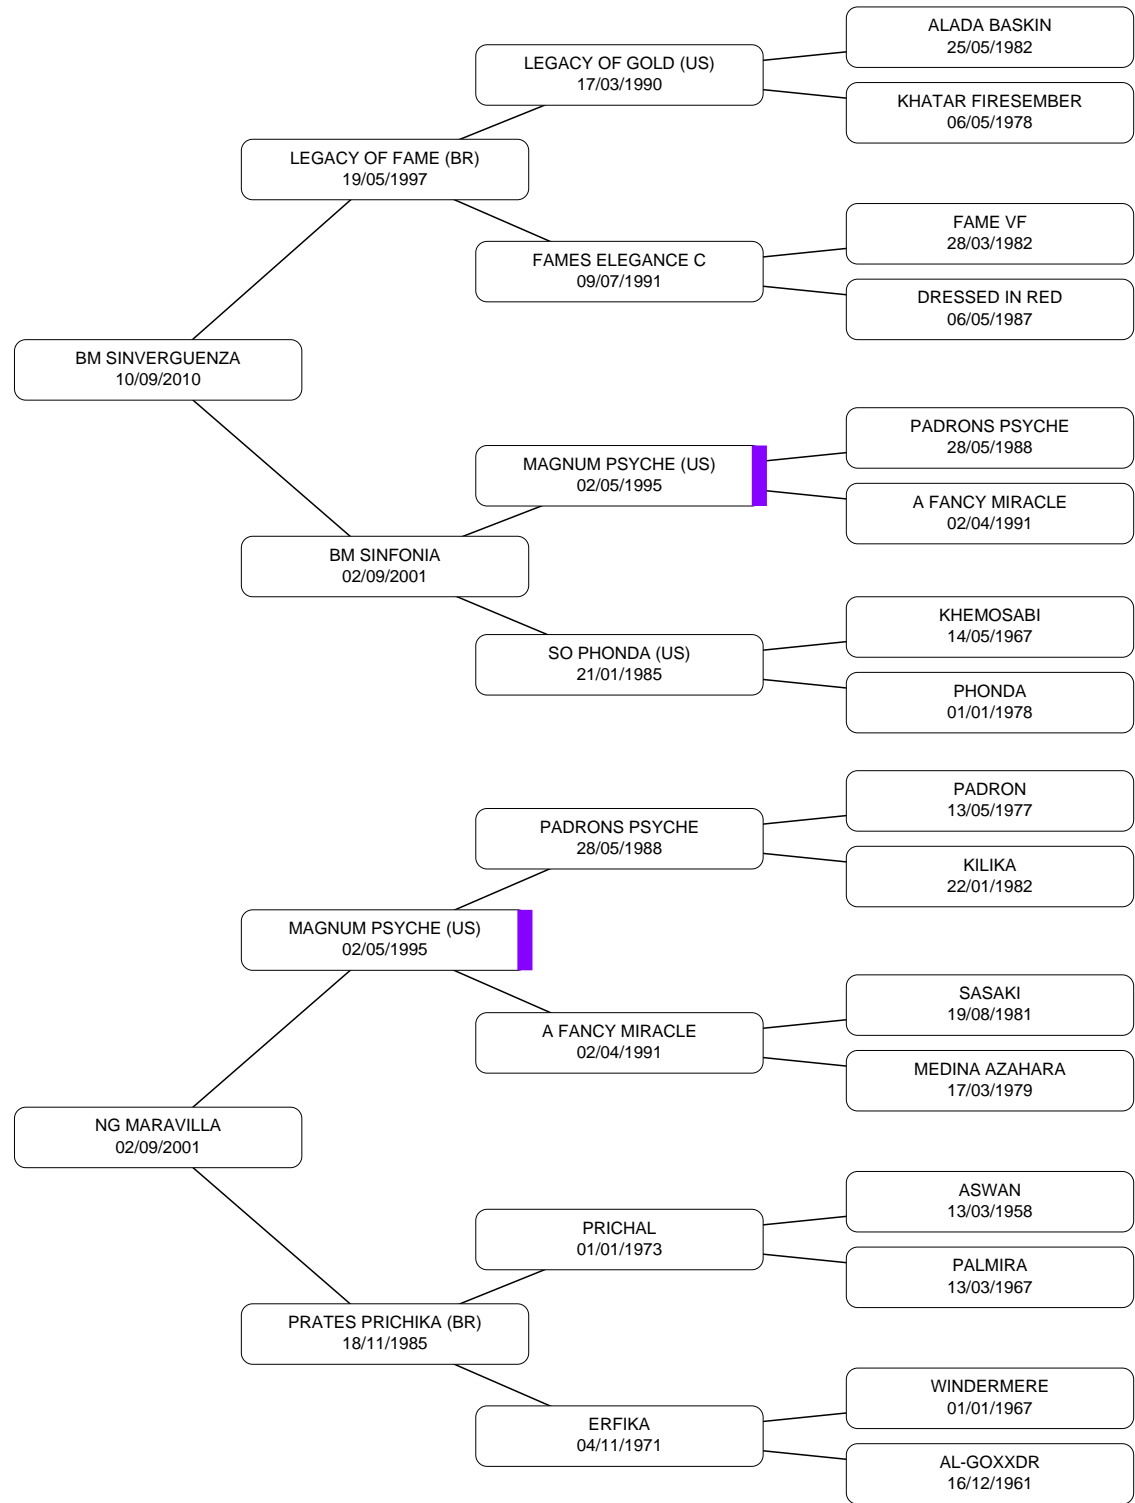 ALADA BASKIN
25/05/1982
LEGACY OF GOLD (US)
17/03/1990
KHATAR FIRESEMBER
06/05/1978
LEGACY OF FAME (BR)
19/05/1997
FAME VF
28/03/1982
FAMES ELEGANCE C
09/07/1991
DRESSED IN RED
06/05/1987
BM SINVERGUENZA
10/09/2010
PADRONS PSYCHE
28/05/1988
MAGNUM PSYCHE (US)
02/05/1995
A FANCY MIRACLE
02/04/1991
BM SINFONIA
02/09/2001
KHEMOSABI
14/05/1967
SO PHONDA (US)
21/01/1985
PHONDA
01/01/1978
PADRON
13/05/1977
PADRONS PSYCHE
28/05/1988
KILIKA
22/01/1982
MAGNUM PSYCHE (US)
02/05/1995
SASAKI
19/08/1981
A FANCY MIRACLE
02/04/1991
MEDINA AZAHARA
17/03/1979
NG MARAVILLA
02/09/2001
ASWAN
13/03/1958
PRICHAL
01/01/1973
PALMIRA
13/03/1967
PRATES PRICHIKA (BR)
18/11/1985
WINDERMERE
01/01/1967
ERFIKA
04/11/1971
AL-GOXXDR
16/12/1961